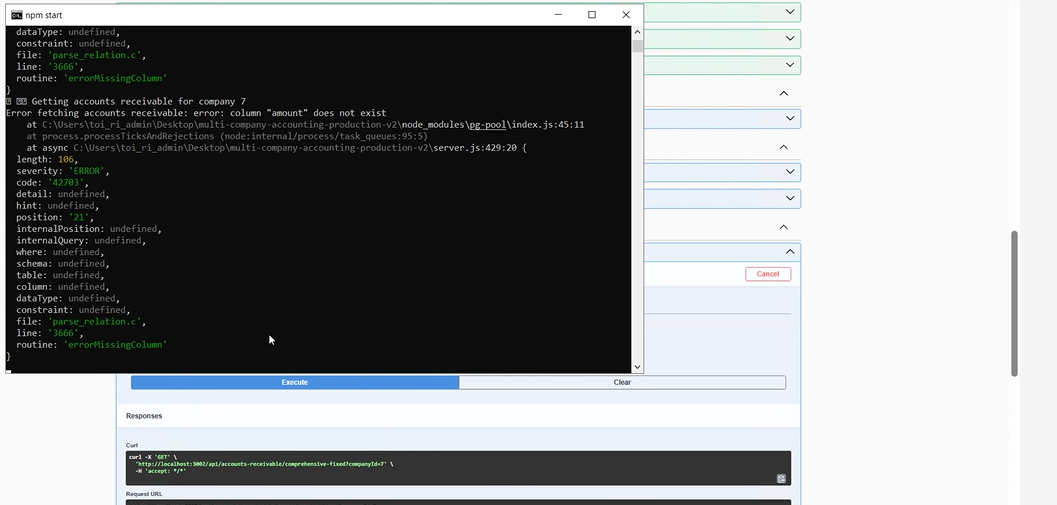 npm start
dataType: undefined,
constraint: undefined,
file: 'parse_relation.c',
line: '3666',
routine: 'errorMissingColumn'
}
Getting accounts receivable for company 7
Error fetching accounts receivable: error: column "amount" does not exist
at C:\Users\toi_ri_admin\Desktop\multi-company-accounting-production-v2\node_modules\pg-pool\index.js:45:11
at process.processTicksAndRejections (node:internal/process/task_queues:95:5)
at async C:\Users\toi_ri_admin\Desktop\multi-company-accounting-production-v2\server.js:429:20 {
length: 106,
severity: 'ERROR',
code: '42703',
detail: undefined,
hint: undefined,
position: '21',
internalPosition: undefined,
internalQuery: undefined,
where: undefined,
schema: undefined,
table: undefined,
column: undefined,
dataType: undefined,
constraint: undefined,
file: 'parse_relation.c',
line: '3666',
routine: 'errorMissingColumn'
}
Cancel
Execute
Clear
Responses
Curl
curl -X 'GET' \
'http://localhost:3002/api/accounts-receivable/comprehensive-fixed?companyId=7' \
-H 'accept: */*'
Request URL